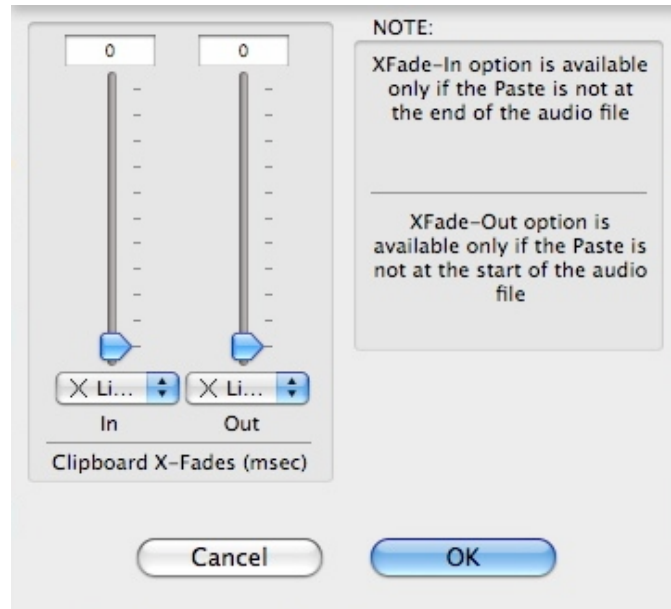 0
0
X Li...
X Li...
In
Out
Clipboard X-Fades (msec)
NOTE:
XFade-In option is available
only if the Paste is not at
the end of the audio file
XFade-Out option is
available only if the Paste is
not at the start of the audio
file
Cancel
OK